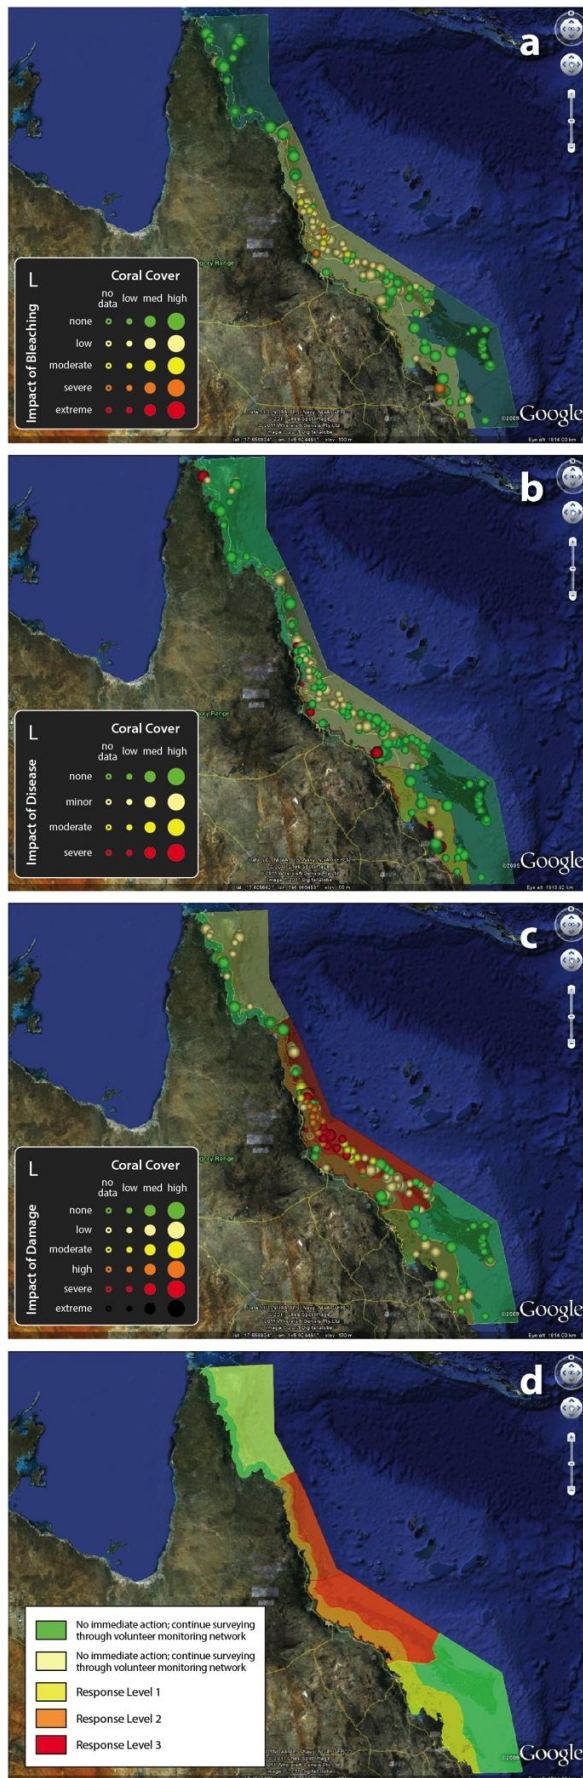 a
L
Coral Cover
no data
low
med
high
Impact of Bleaching
none
low
moderate
severe
extreme
©2009 Google
b
L
Coral Cover
no data
low
med
high
Impact of Disease
none
minor
moderate
severe
Google
c
L
Coral Cover
no data
low
med
high
Impact of Damage
none
low
moderate
high
severe
extreme
Google
d
No immediate action; continue surveying
through volunteer monitoring network
No immediate action; continue surveying
through volunteer monitoring network
Response Level 1
Response Level 2
Response Level 3
Google